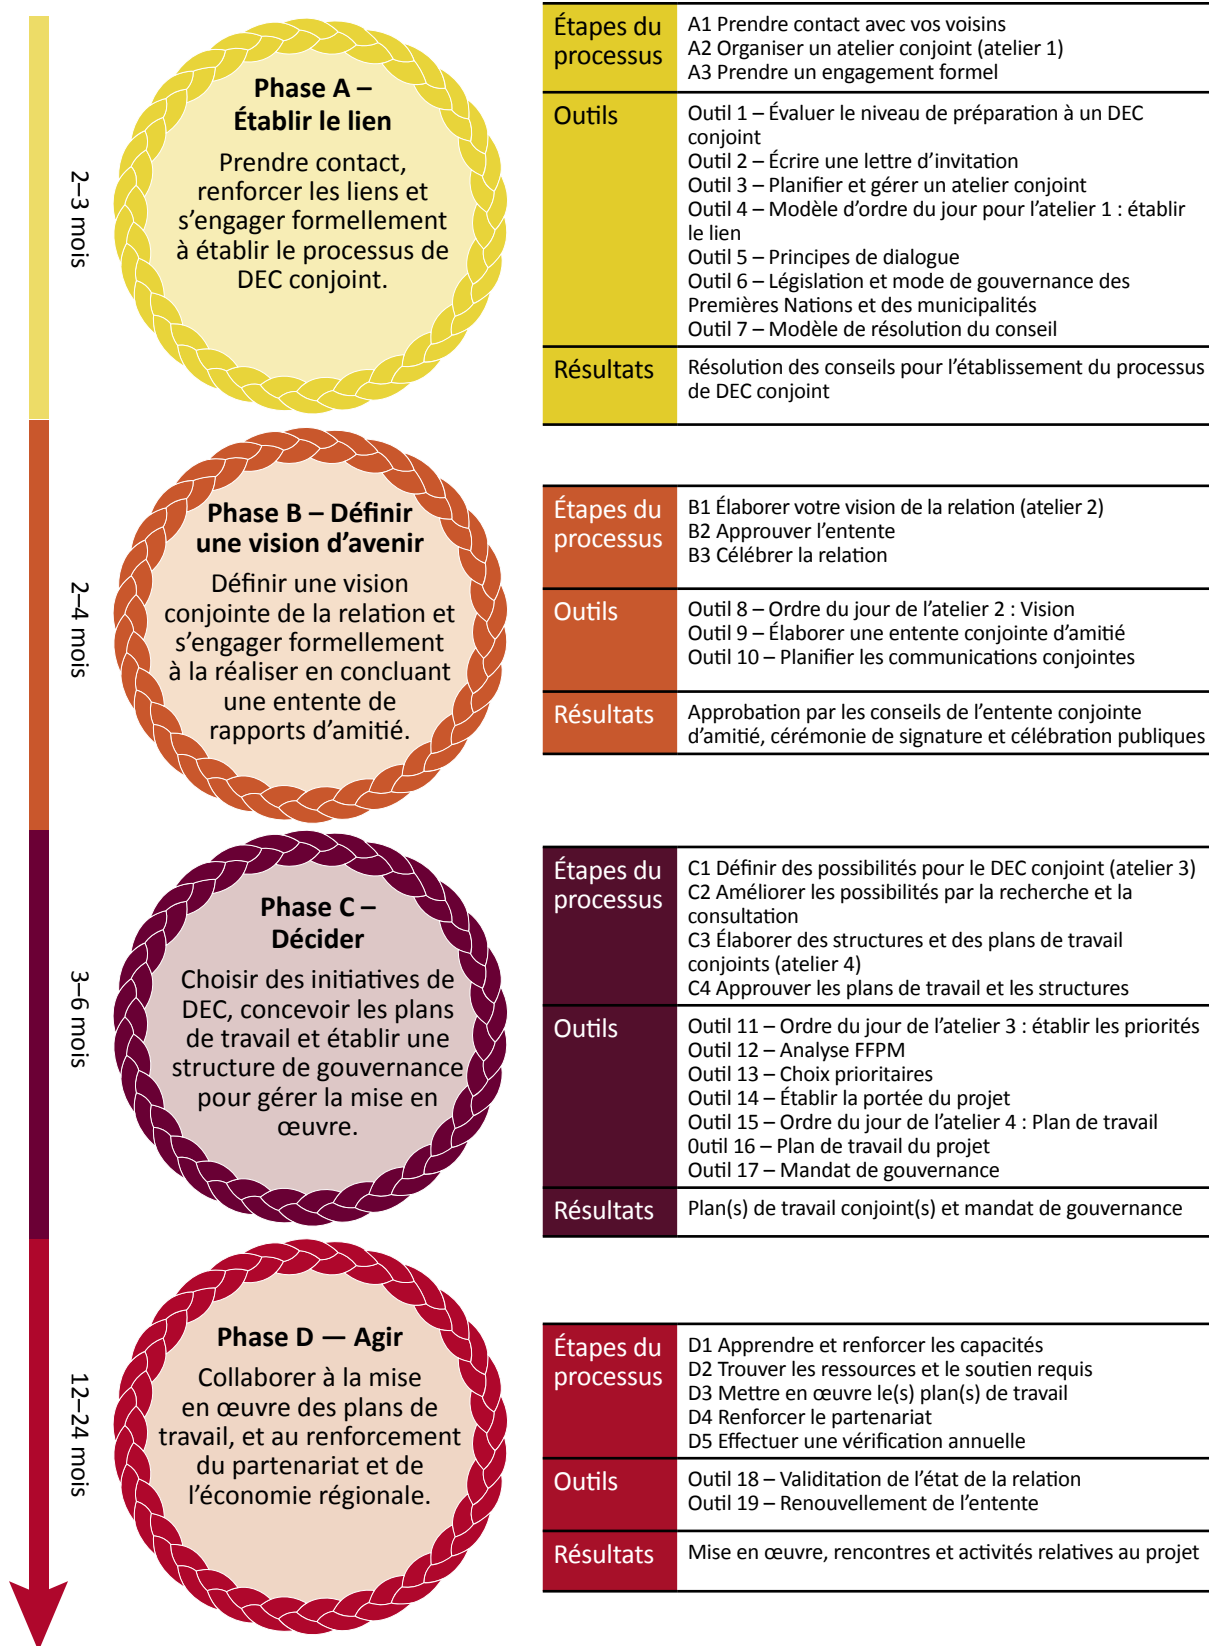 2–3 mois
Phase A –
Établir le lien
Prendre contact,
renforcer les liens et
s'engager formellement
à établir le processus de
DEC conjoint.
Étapes du
processus
A1 Prendre contact avec vos voisins
A2 Organiser un atelier conjoint (atelier 1)
A3 Prendre un engagement formel
Outils
Outil 1 – Évaluer le niveau de préparation à un DEC
conjoint
Outil 2 – Écrire une lettre d'invitation
Outil 3 – Planifier et gérer un atelier conjoint
Outil 4 – Modèle d'ordre du jour pour l'atelier 1 : établir
le lien
Outil 5 – Principes de dialogue
Outil 6 – Législation et mode de gouvernance des
Premières Nations et des municipalités
Outil 7 – Modèle de résolution du conseil
Résultats
Résolution des conseils pour l'établissement du processus
de DEC conjoint
2–4 mois
Phase B – Définir
une vision d'avenir
Définir une vision
conjointe de la relation et
s'engager formellement
à la réaliser en concluant
une entente de
rapports d'amitié.
Étapes du
processus
B1 Élaborer votre vision de la relation (atelier 2)
B2 Approuver l'entente
B3 Célébrer la relation
Outils
Outil 8 – Ordre du jour de l'atelier 2 : Vision
Outil 9 – Élaborer une entente conjointe d'amitié
Outil 10 – Planifier les communications conjointes
Résultats
Approbation par les conseils de l'entente conjointe
d'amitié, cérémonie de signature et célébration publiques
3–6 mois
Phase C –
Décider
Choisir des initiatives de
DEC, concevoir les plans
de travail et établir une
structure de gouvernance
pour gérer la mise en
œuvre.
Étapes du
processus
C1 Définir des possibilités pour le DEC conjoint (atelier 3)
C2 Améliorer les possibilités par la recherche et la
consultation
C3 Élaborer des structures et des plans de travail
conjoints (atelier 4)
C4 Approuver les plans de travail et les structures
Outils
Outil 11 – Ordre du jour de l'atelier 3 : établir les priorités
Outil 12 – Analyse FFPM
Outil 13 – Choix prioritaires
Outil 14 – Établir la portée du projet
Outil 15 – Ordre du jour de l'atelier 4 : Plan de travail
0util 16 – Plan de travail du projet
Outil 17 – Mandat de gouvernance
Résultats
Plan(s) de travail conjoint(s) et mandat de gouvernance
12–24 mois
Phase D — Agir
Collaborer à la mise
en œuvre des plans de
travail, et au renforcement
du partenariat et de
l'économie régionale.
Étapes du
processus
D1 Apprendre et renforcer les capacités
D2 Trouver les ressources et le soutien requis
D3 Mettre en œuvre le(s) plan(s) de travail
D4 Renforcer le partenariat
D5 Effectuer une vérification annuelle
Outils
Outil 18 – Validitation de l'état de la relation
Outil 19 – Renouvellement de l'entente
Résultats
Mise en œuvre, rencontres et activités relatives au projet